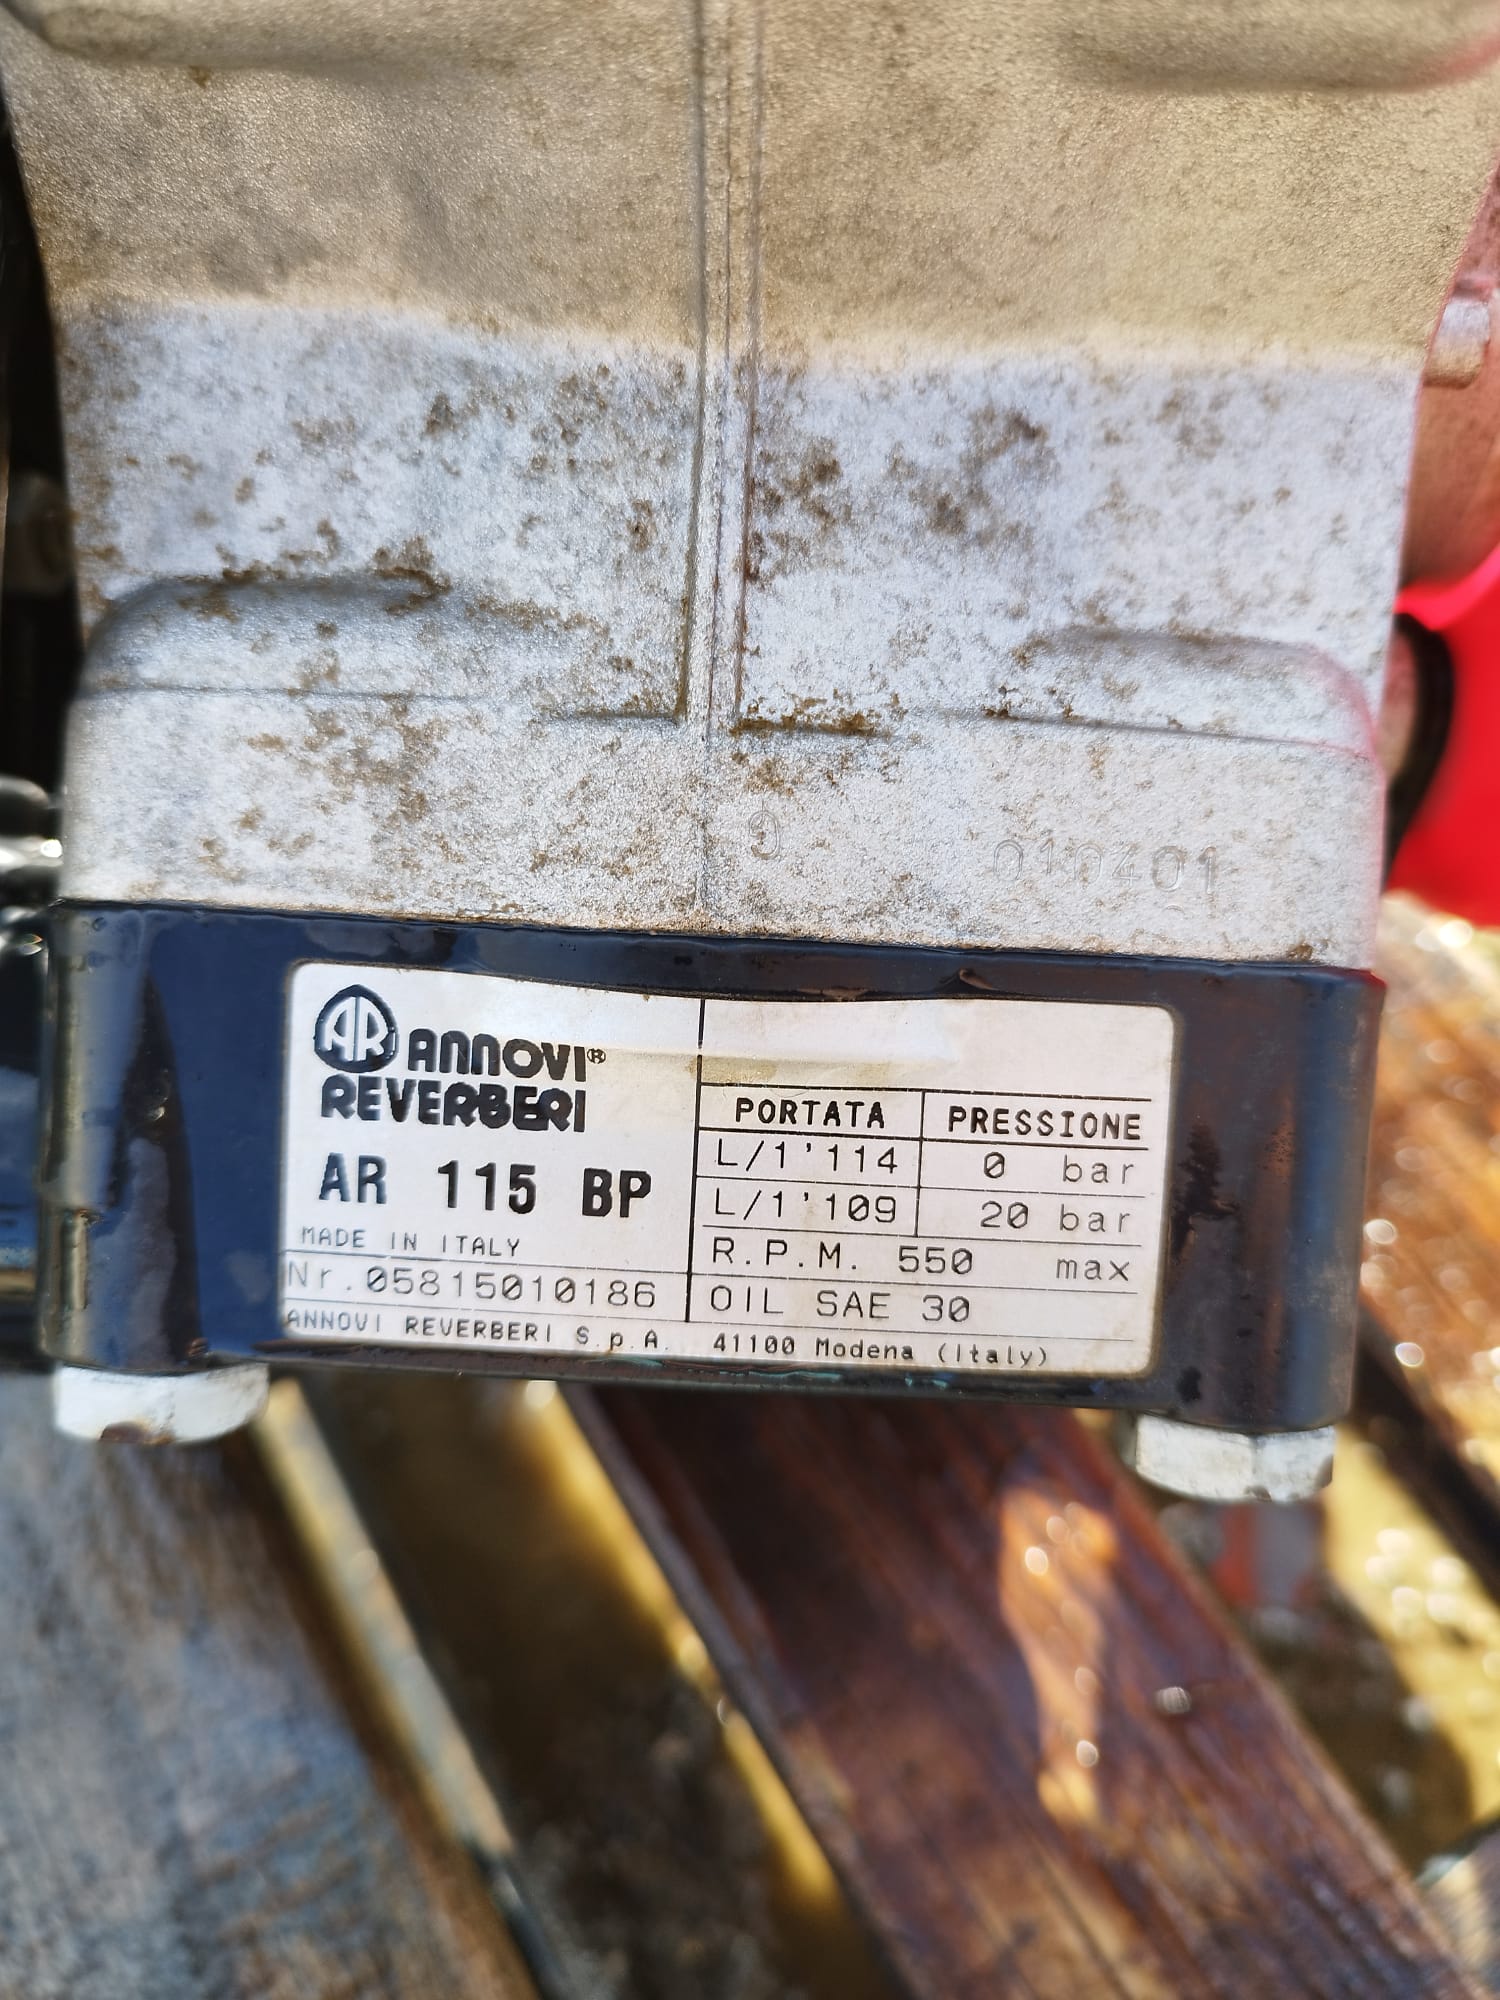 9
010401
AR ANNOVI®
REVERBERI
AR 115 BP
MADE IN ITALY
Nr.05815010186
PORTATA PRESSIONE
L/1'114 0 bar
L/1'109 20 bar
R.P.M. 550 max
OIL SAE 30
ANNOVI REVERBERI S.p.A. 41100 Modena (Italy)